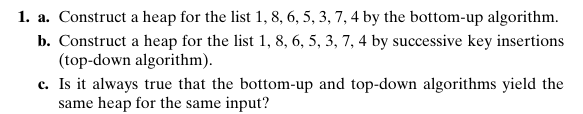 1. a. Construct a heap for the list 1, 8, 6, 5, 3, 7, 4 by the bottom-up algorithm.
b. Construct a heap for the list 1, 8, 6, 5, 3, 7, 4 by successive key insertions
(top-down algorithm).
c. Is it always true that the bottom-up and top-down algorithms yield the
same heap for the same input?